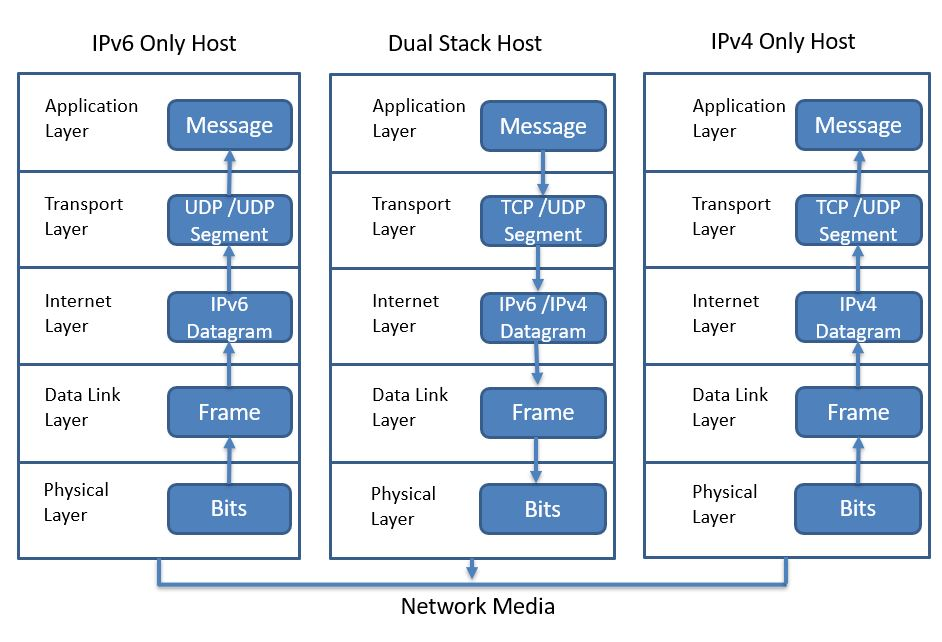 IPv6 Only Host
Application
Layer
Message
Transport
Layer
UDP /UDP
Segment
Internet
Layer
IPv6
Datagram
Data Link
Layer
Frame
Physical
Layer
Bits
Dual Stack Host
Application
Layer
Message
Transport
Layer
TCP /UDP
Segment
Internet
Layer
IPv6 /IPv4
Datagram
Data Link
Layer
Frame
Physical
Layer
Bits
IPv4 Only Host
Application
Layer
Message
Transport
Layer
TCP /UDP
Segment
Internet
Layer
IPv4
Datagram
Data Link
Layer
Frame
Physical
Layer
Bits
Network Media